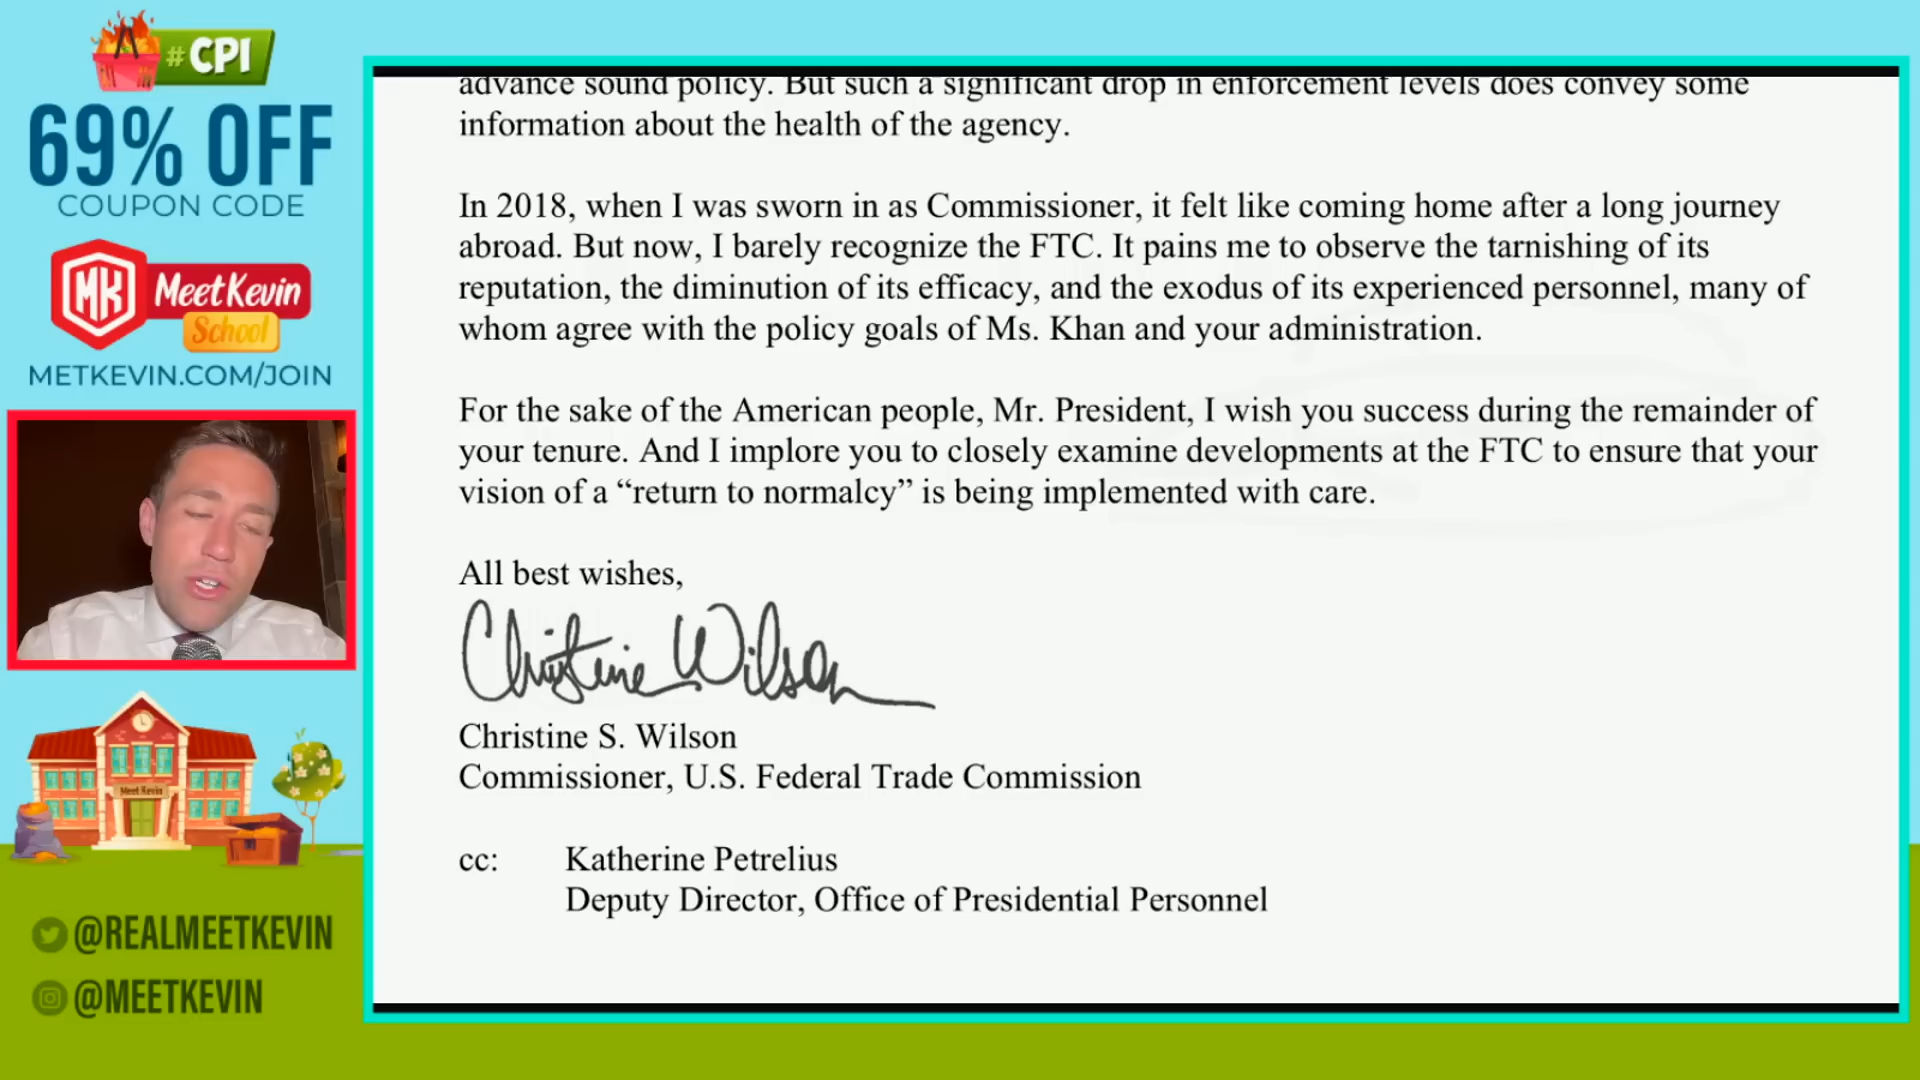 #CPI
69% OFF
COUPON CODE
MK
MeetKevin
School
METKEVIN.COM/JOIN
Meet Kevin
@REALMEETKEVIN
@MEETKEVIN
advance sound policy. But such a significant drop in enforcement levels does convey some
information about the health of the agency.
In 2018, when I was sworn in as Commissioner, it felt like coming home after a long journey
abroad. But now, I barely recognize the FTC. It pains me to observe the tarnishing of its
reputation, the diminution of its efficacy, and the exodus of its experienced personnel, many of
whom agree with the policy goals of Ms. Khan and your administration.
For the sake of the American people, Mr. President, I wish you success during the remainder of
your tenure. And I implore you to closely examine developments at the FTC to ensure that your
vision of a “return to normalcy” is being implemented with care.
All best wishes,
Christine Wilson
Christine S. Wilson
Commissioner, U.S. Federal Trade Commission
cc: Katherine Petrelius
Deputy Director, Office of Presidential Personnel